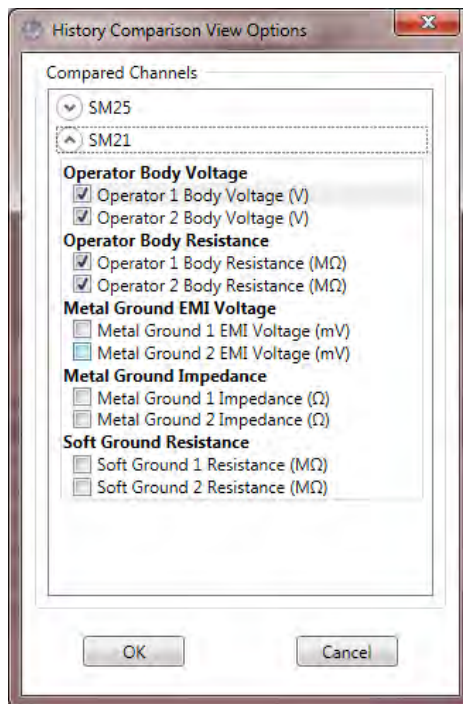 History Comparison View Options
Compared Channels
SM25
SM21
Operator Body Voltage
Operator 1 Body Voltage (V)
Operator 2 Body Voltage (V)
Operator Body Resistance
Operator 1 Body Resistance (MΩ)
Operator 2 Body Resistance (MΩ)
Metal Ground EMI Voltage
Metal Ground 1 EMI Voltage (mV)
Metal Ground 2 EMI Voltage (mV)
Metal Ground Impedance
Metal Ground 1 Impedance (Ω)
Metal Ground 2 Impedance (Ω)
Soft Ground Resistance
Soft Ground 1 Resistance (MΩ)
Soft Ground 2 Resistance (MΩ)
OK Cancel